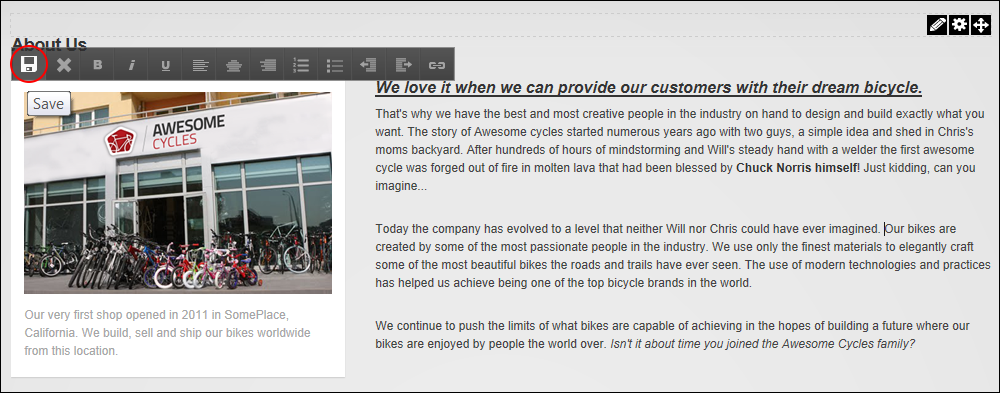 About Us
B i U
Save
AWESOME
CYCLES
Our very first shop opened in 2011 in SomePlace,
California. We build, sell and ship our bikes worldwide
from this location.
We love it when we can provide our customers with their dream bicycle.
That's why we have the best and most creative people in the industry on hand to design and build exactly what you
want. The story of Awesome cycles started numerous years ago with two guys, a simple idea and shed in Chris's
moms backyard. After hundreds of hours of mindstorming and Will's steady hand with a welder the first awesome
cycle was forged out of fire in molten lava that had been blessed by Chuck Norris himself! Just kidding, can you
imagine...
Today the company has evolved to a level that neither Will nor Chris could have ever imagined. Our bikes are
created by some of the most passionate people in the industry. We use only the finest materials to elegantly craft
some of the most beautiful bikes the roads and trails have ever seen. The use of modern technologies and practices
has helped us achieve being one of the top bicycle brands in the world.
We continue to push the limits of what bikes are capable of achieving in the hopes of building a future where our
bikes are enjoyed by people the world over. Isn't it about time you joined the Awesome Cycles family?